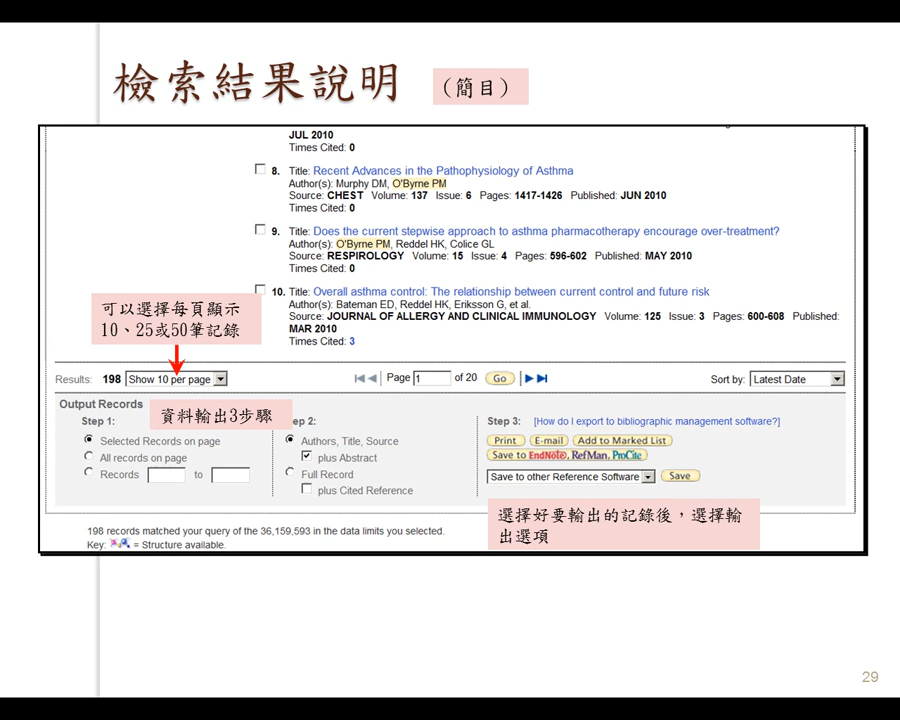 檢索結果說明
(簡目)
JUL 2010
Times Cited: 0
8. Title: Recent Advances in the Pathophysiology of Asthma
Author(s): Murphy DM, O'Byrne PM
Source: CHEST Volume: 137 Issue: 6 Pages: 1417-1426 Published: JUN 2010
Times Cited: 0
9. Title: Does the current stepwise approach to asthma pharmacotherapy encourage over-treatment?
Author(s): O'Byrne PM, Reddel HK, Colice GL
Source: RESPIROLOGY Volume: 15 Issue: 4 Pages: 596-602 Published: MAY 2010
Times Cited: 0
10. Title: Overall asthma control: The relationship between current control and future risk
Author(s): Bateman ED, Reddel HK, Eriksson G, et al.
Source: JOURNAL OF ALLERGY AND CLINICAL IMMUNOLOGY Volume: 125 Issue: 3 Pages: 600-608 Published:
MAR 2010
Times Cited: 3
可以選擇每頁顯示
10、25或50筆記錄
Results: 198 Show 10 per page Page 1 of 20 Go Sort by: Latest Date
Output Records
資料輸出3步驟
Step 1:
Selected Records on page
All records on page
Records to
ep 2:
Authors, Title, Source
plus Abstract
Full Record
plus Cited Reference
Step 3: [How do I export to bibliographic management software?]
Print E-mail Add to Marked List
Save to EndNote, RefMan, ProCite
Save to other Reference Software Save
選擇好要輸出的記錄後，選擇輸
出選項
198 records matched your query of the 36,159,593 in the data limits you selected.
Key: = Structure available.
29